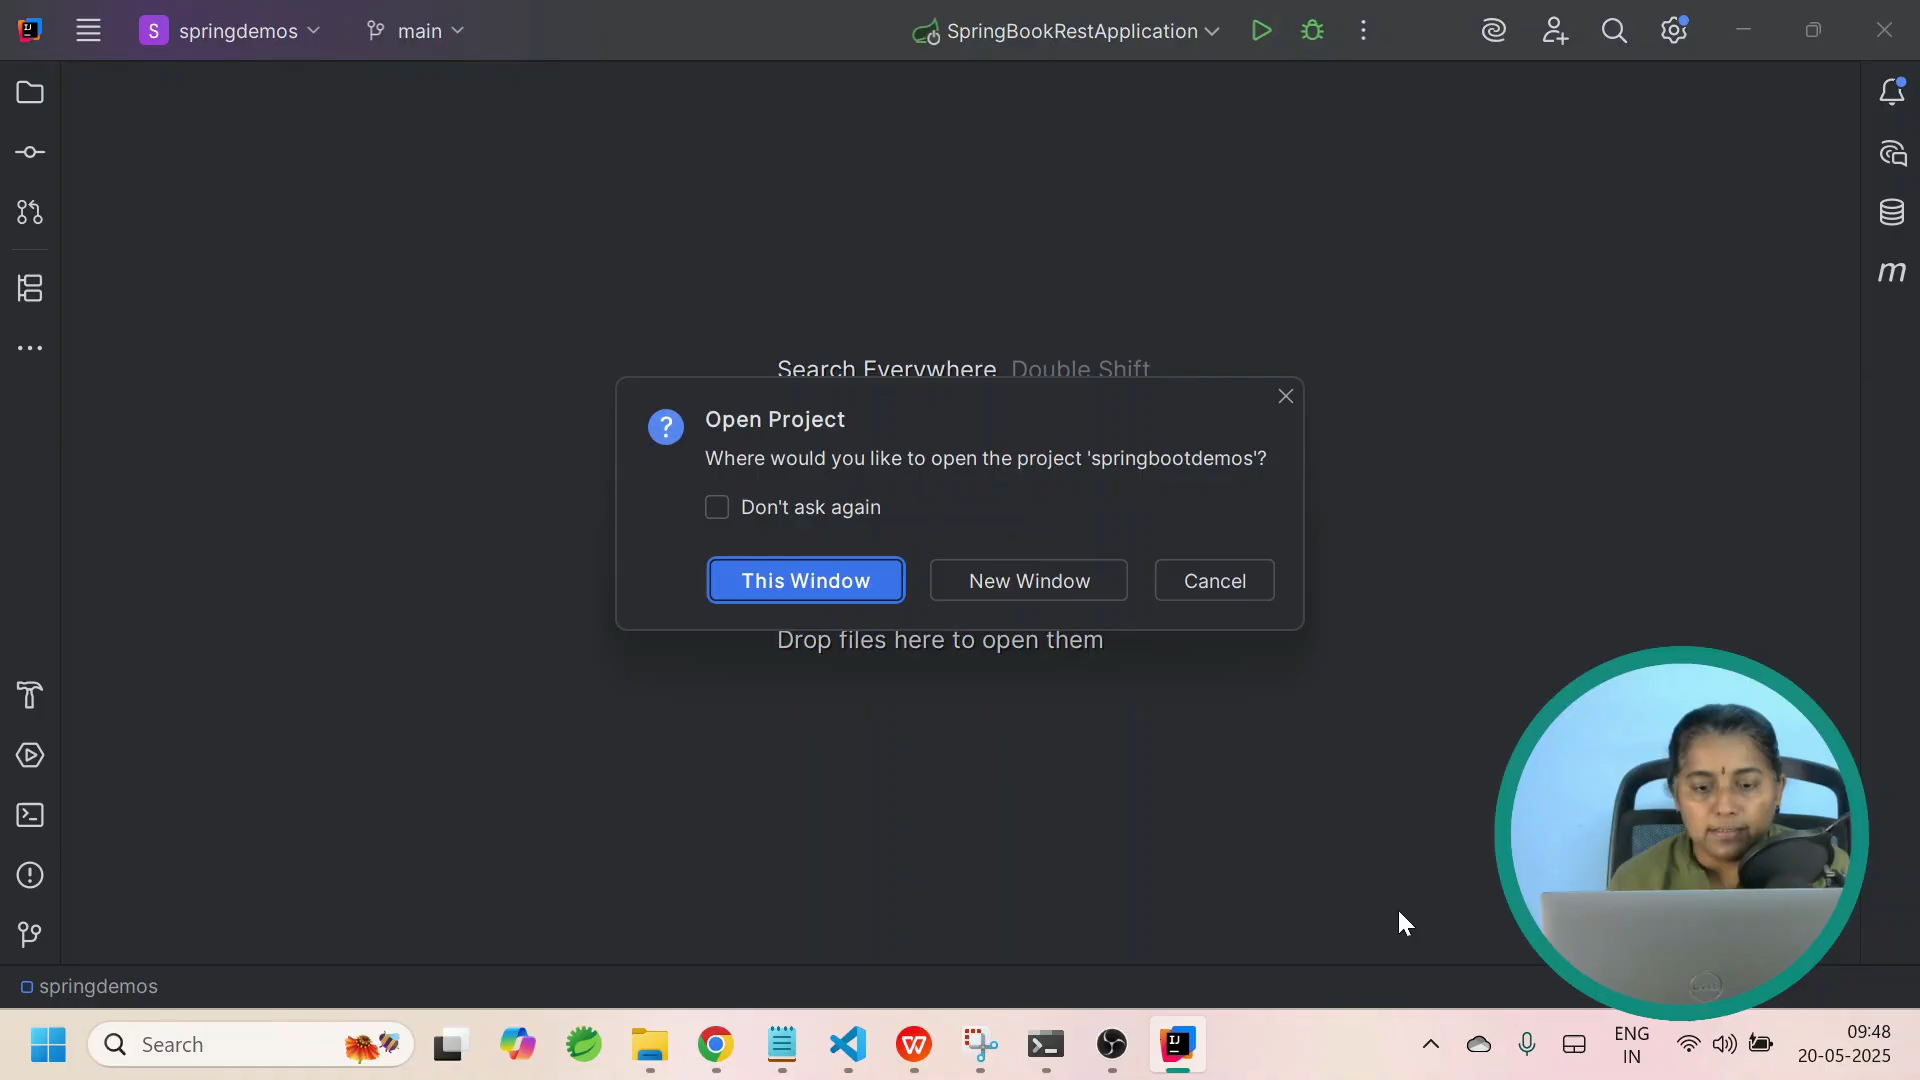 S springdemos
main
SpringBookRestApplication
Search Everywhere Double Shift
Open Project
Where would you like to open the project 'springbootdemos'?
Don't ask again
This Window
New Window
Cancel
Drop files here to open them
m
springdemos
Search
ENG
IN
09:48
20-05-2025